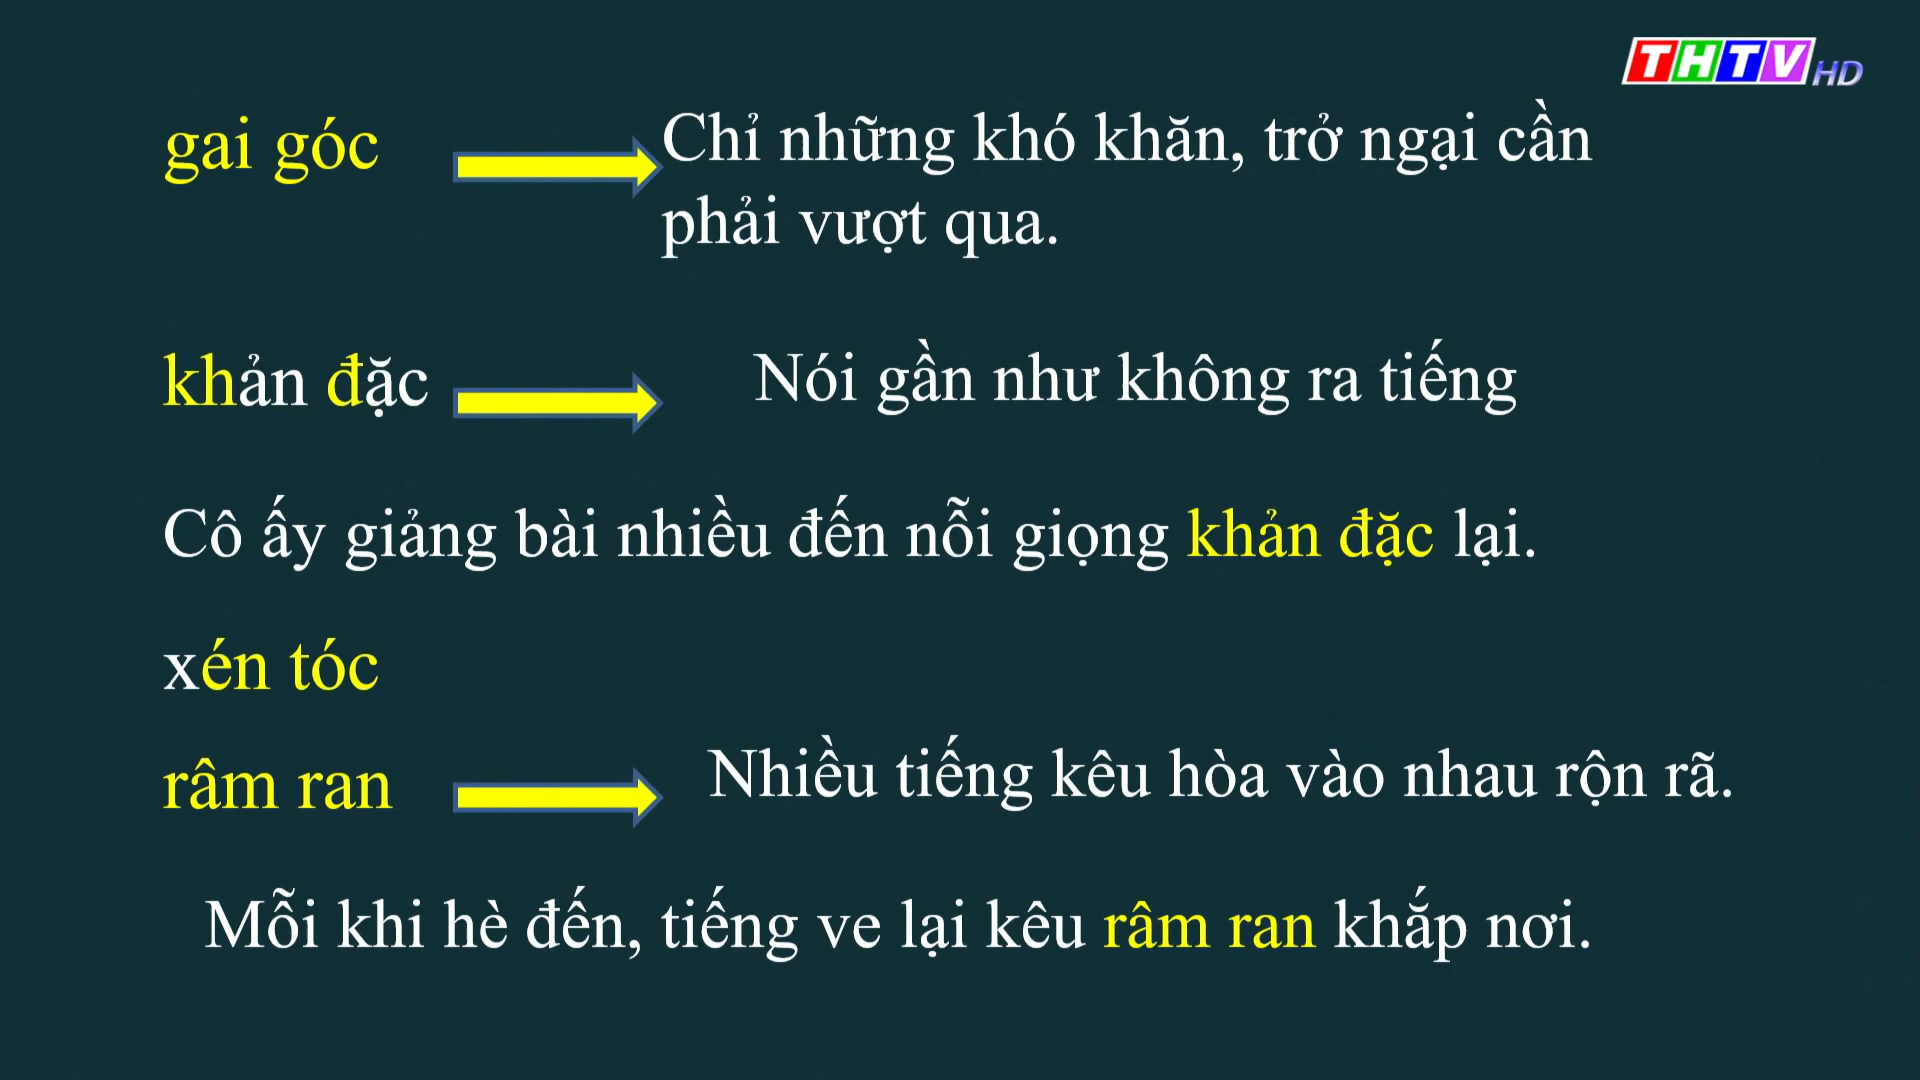 THTV HD
gai góc
Chỉ những khó khăn, trở ngại cần
phải vượt qua.
khản đặc
Nói gần như không ra tiếng
Cô ấy giảng bài nhiều đến nỗi giọng khản đặc lại.
xén tóc
râm ran
Nhiều tiếng kêu hòa vào nhau rộn rã.
Mỗi khi hè đến, tiếng ve lại kêu râm ran khắp nơi.